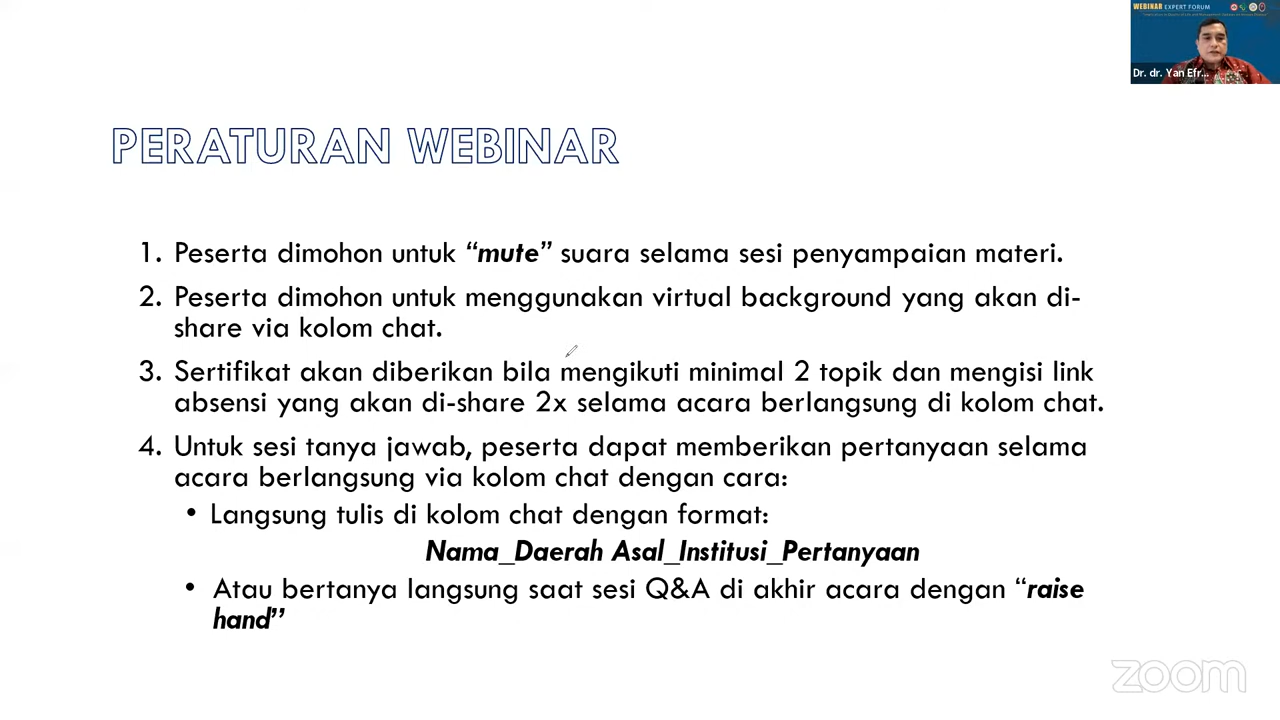 WEBINAR EXPERT FORUM
Dr. dr. Yan Efr...
PERATURAN WEBINAR
1. Peserta dimohon untuk “mute” suara selama sesi penyampaian materi.
2. Peserta dimohon untuk menggunakan virtual background yang akan di-
share via kolom chat.
3. Sertifikat akan diberikan bila mengikuti minimal 2 topik dan mengisi link
absensi yang akan di-share 2x selama acara berlangsung di kolom chat.
4. Untuk sesi tanya jawab, peserta dapat memberikan pertanyaan selama
acara berlangsung via kolom chat dengan cara:
• Langsung tulis di kolom chat dengan format:
Nama_Daerah Asal_Institusi_Pertanyaan
• Atau bertanya langsung saat sesi Q&A di akhir acara dengan “raise
hand”
zoom